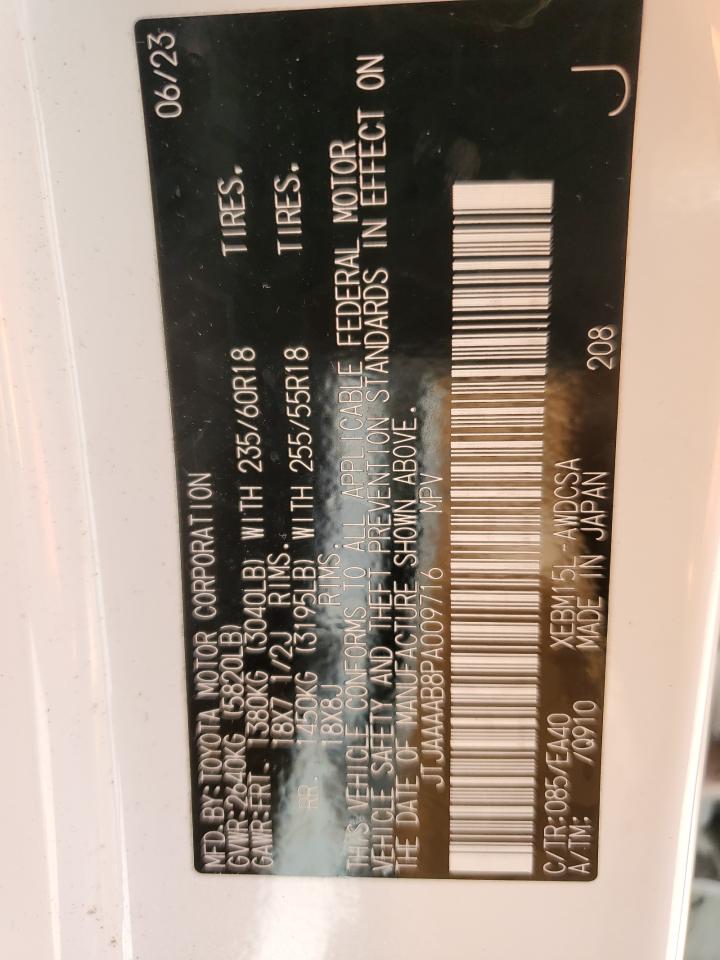 MFD.BY:TOYOTA MOTOR CORPORATION 06/23
GVWR:2640KG (5820LB)
GAWR:FRT. 1380KG (3040LB) WITH 235/60R18 TIRES.
18X7 1/2J RIMS.
RR. 1450KG (3195LB) WITH 255/55R18 TIRES.
18X8J RIMS.
THIS VEHICLE CONFORMS TO ALL APPLICABLE FEDERAL MOTOR
VEHICLE SAFETY AND THEFT PREVENTION STANDARDS IN EFFECT ON
THE DATE OF MANUFACTURE SHOWN ABOVE.
JTJAAAAB8PA009716 MPV
C/TR:085/EA40 XEBM15L-AWDCSA
A/TM: /Q910 MADE IN JAPAN 208 J